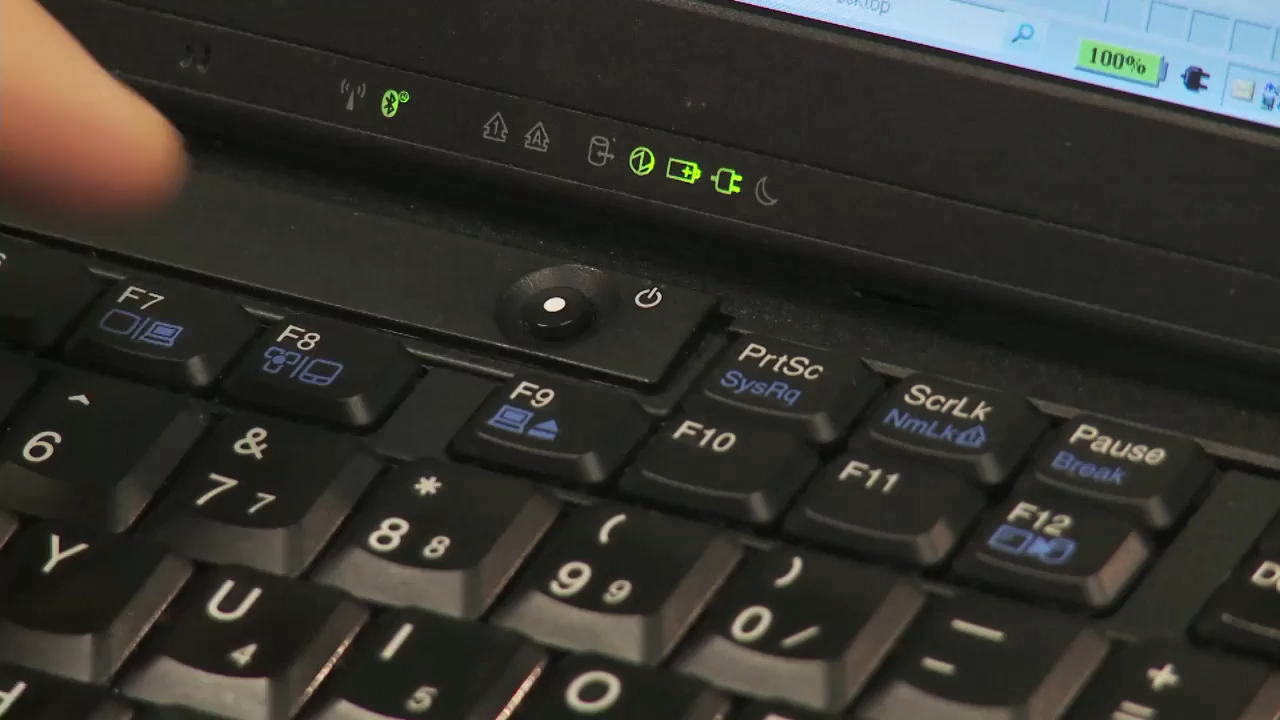 100%
1 A
F7
F8
F9
F10
F11
F12
PrtSc
SysRq
ScrLk
NmLk
Pause
Break
^
6
&
7 7
*
8 8
(
9 9
)
0 /
_
-
+
=
Y
U
4
I
5
O